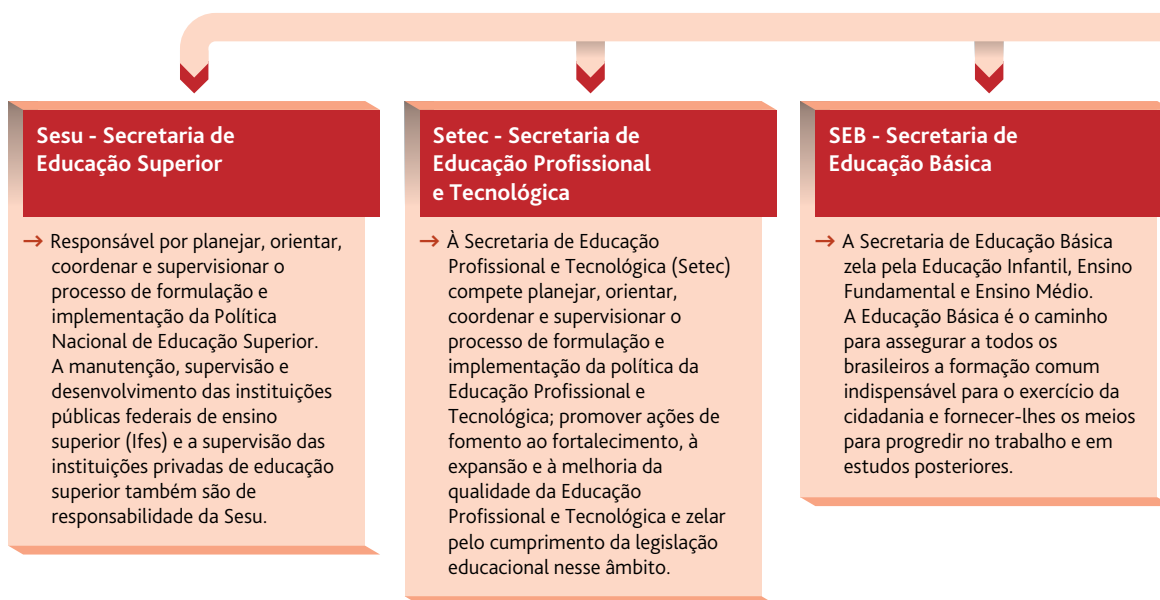 Sesu - Secretaria de
Educação Superior
→ Responsável por planejar, orientar,
coordenar e supervisionar o
processo de formulação e
implementação da Política
Nacional de Educação Superior.
A manutenção, supervisão e
desenvolvimento das instituições
públicas federais de ensino
superior (Ifes) e a supervisão das
instituições privadas de educação
superior também são de
responsabilidade da Sesu.
Setec - Secretaria de
Educação Profissional
e Tecnológica
→ À Secretaria de Educação
Profissional e Tecnológica (Setec)
compete planejar, orientar,
coordenar e supervisionar o
processo de formulação e
implementação da política da
Educação Profissional e
Tecnológica; promover ações de
fomento ao fortalecimento, à
expansão e à melhoria da
qualidade da Educação
Profissional e Tecnológica e zelar
pelo cumprimento da legislação
educacional nesse âmbito.
SEB - Secretaria de
Educação Básica
→ A Secretaria de Educação Básica
zela pela Educação Infantil, Ensino
Fundamental e Ensino Médio.
A Educação Básica é o caminho
para assegurar a todos os
brasileiros a formação comum
indispensável para o exercício da
cidadania e fornecer-lhes os meios
para progredir no trabalho e em
estudos posteriores.